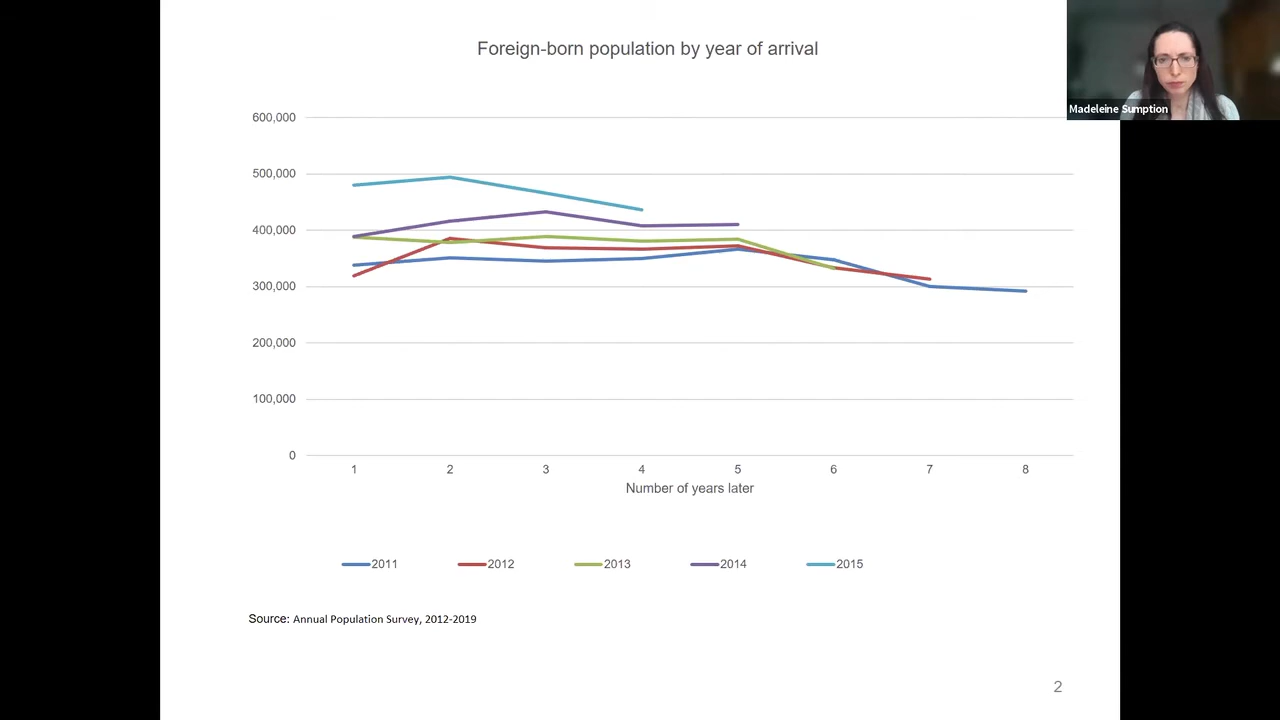 Foreign-born population by year of arrival
Madeleine Sumption
600,000
500,000
400,000
300,000
200,000
100,000
0
1 2 3 4 5 6 7 8
Number of years later
2011 2012 2013 2014 2015
Source: Annual Population Survey, 2012-2019
2